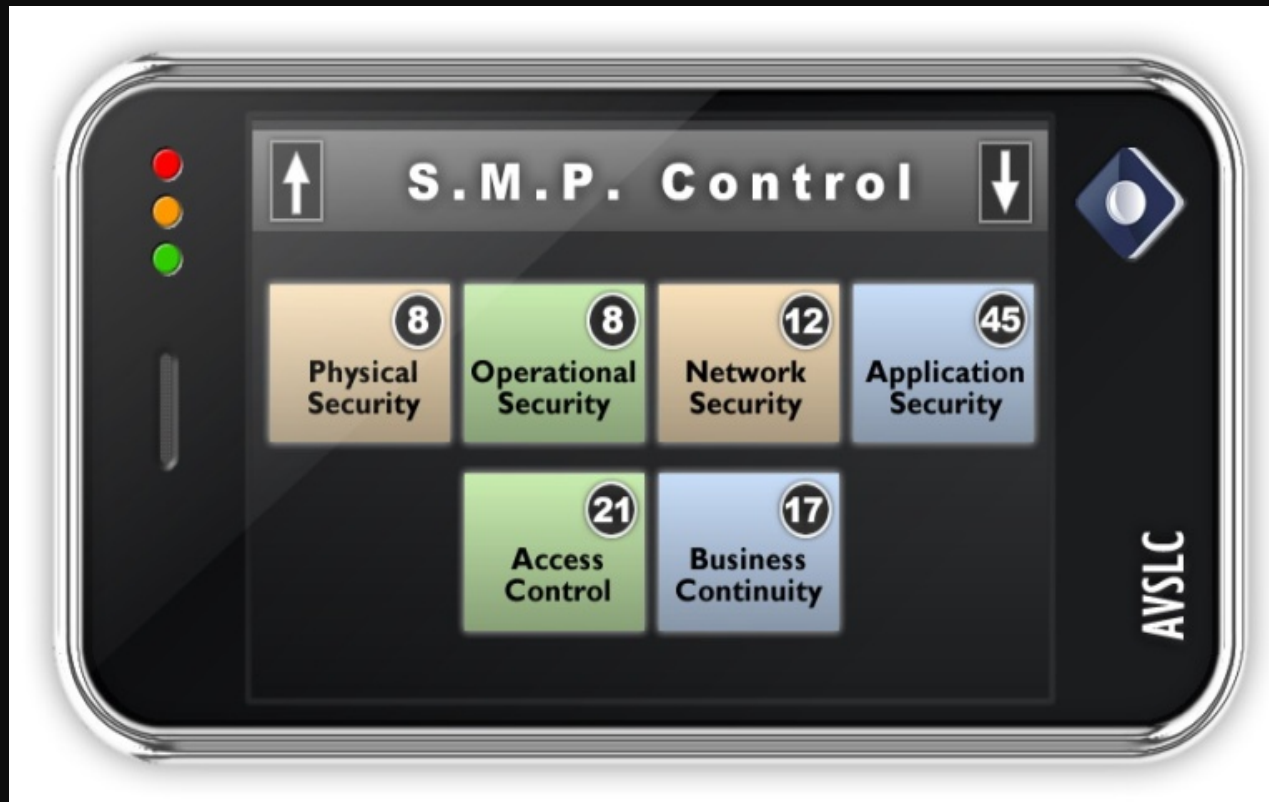 S.M.P. Control
8
Physical
Security
8
Operational
Security
12
Network
Security
45
Application
Security
21
Access
Control
17
Business
Continuity
AVSLC